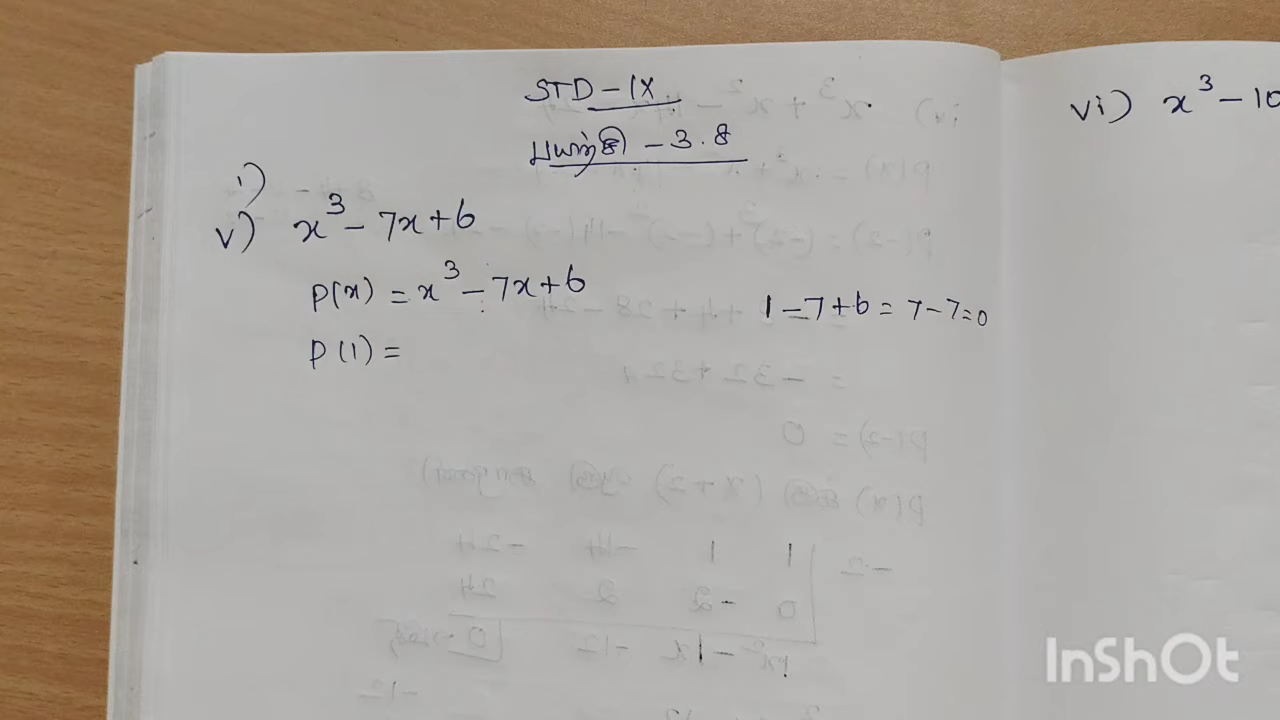 STD - IX
பயிற்சி - 3.8
i)
v) x³ - 7x + 6
P(x) = x³ - 7x + 6
1 - 7 + 6 = 7 - 7 = 0
P(1) =
vi) x³ - 10
InShOt